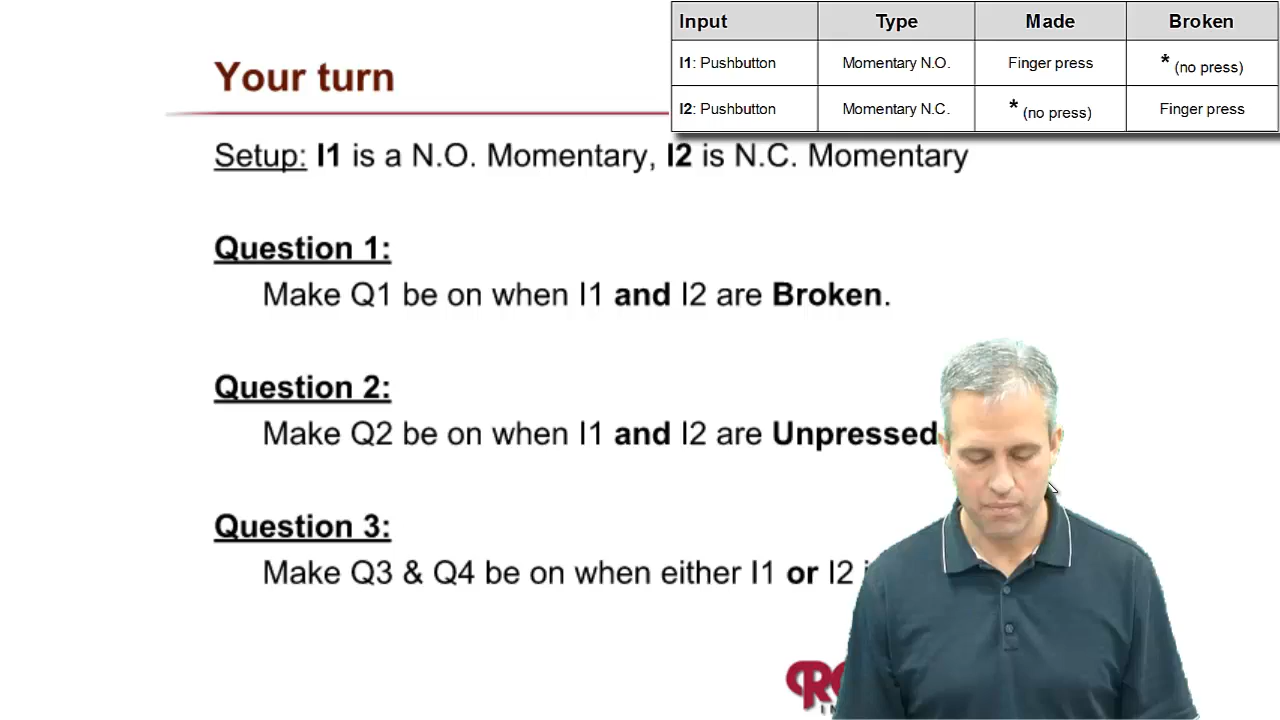 Input Type Made Broken
I1: Pushbutton Momentary N.O. Finger press * (no press)
I2: Pushbutton Momentary N.C. * (no press) Finger press
Your turn
Setup: I1 is a N.O. Momentary, I2 is N.C. Momentary
Question 1:
Make Q1 be on when I1 and I2 are Broken.
Question 2:
Make Q2 be on when I1 and I2 are Unpressed
Question 3:
Make Q3 & Q4 be on when either I1 or I2